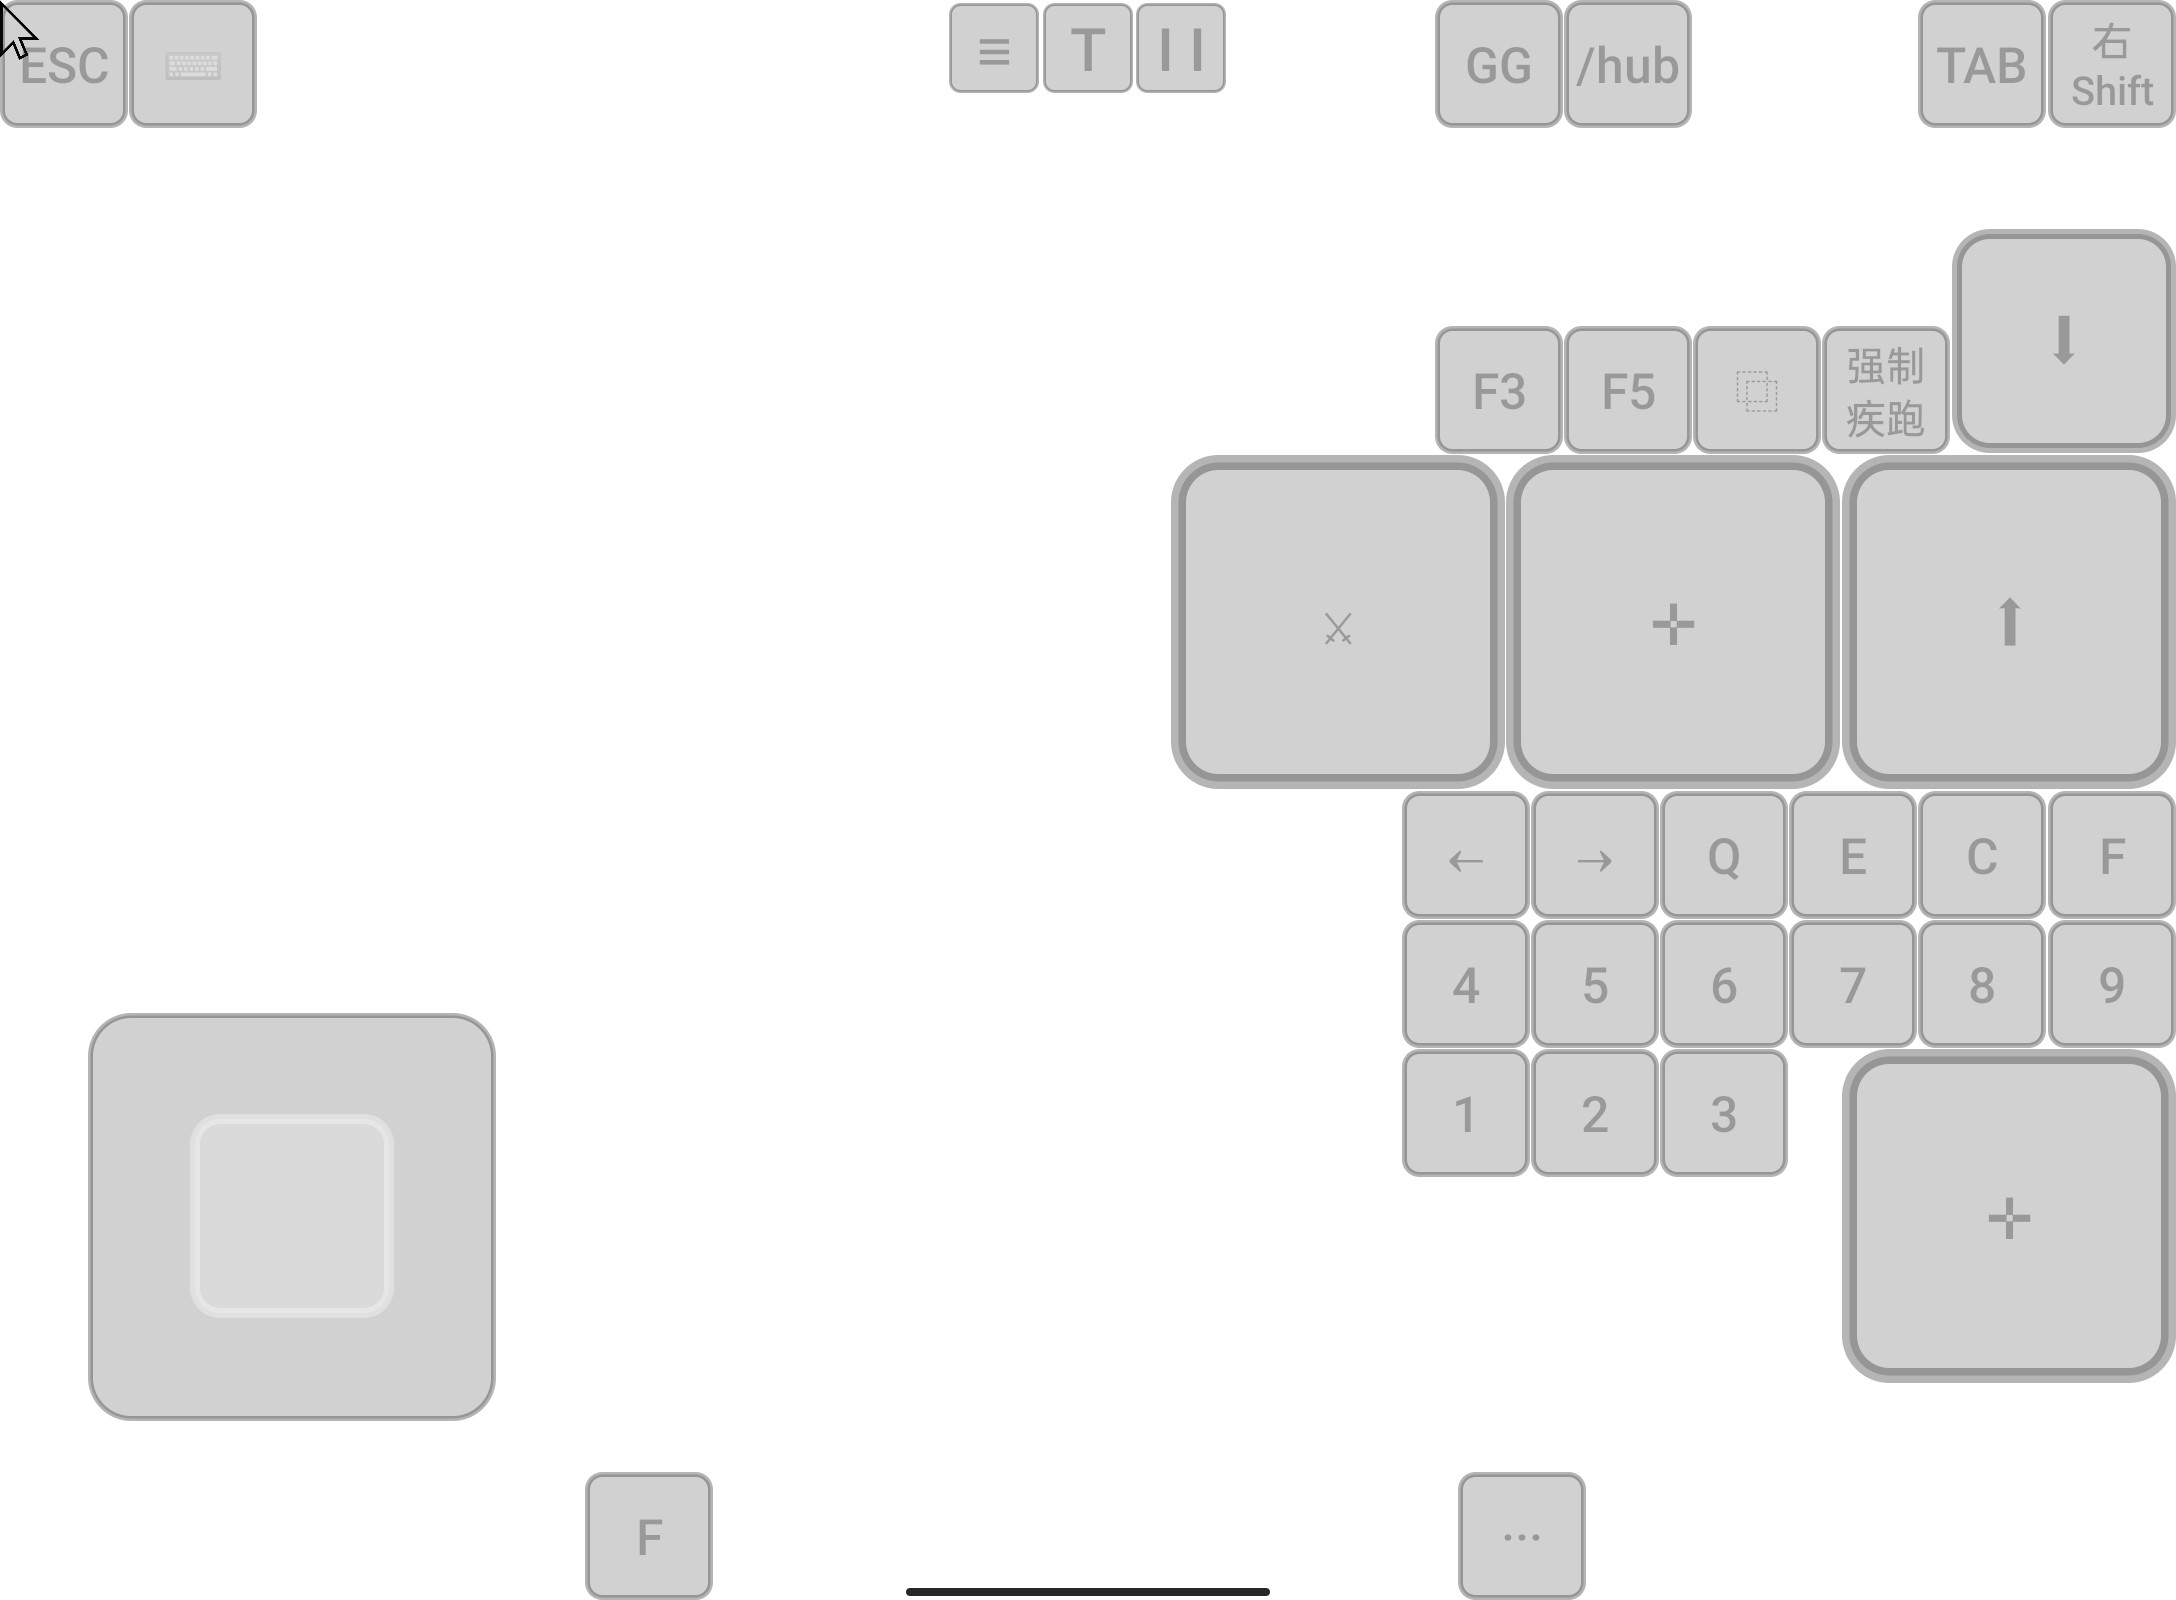 ESC
☰ T ||
GG /hub
TAB 右
Shift
⬇
F3 F5 强制
疾跑
⚔ ✛ ⬆
← → Q E C F
4 5 6 7 8 9
1 2 3
✛
F …